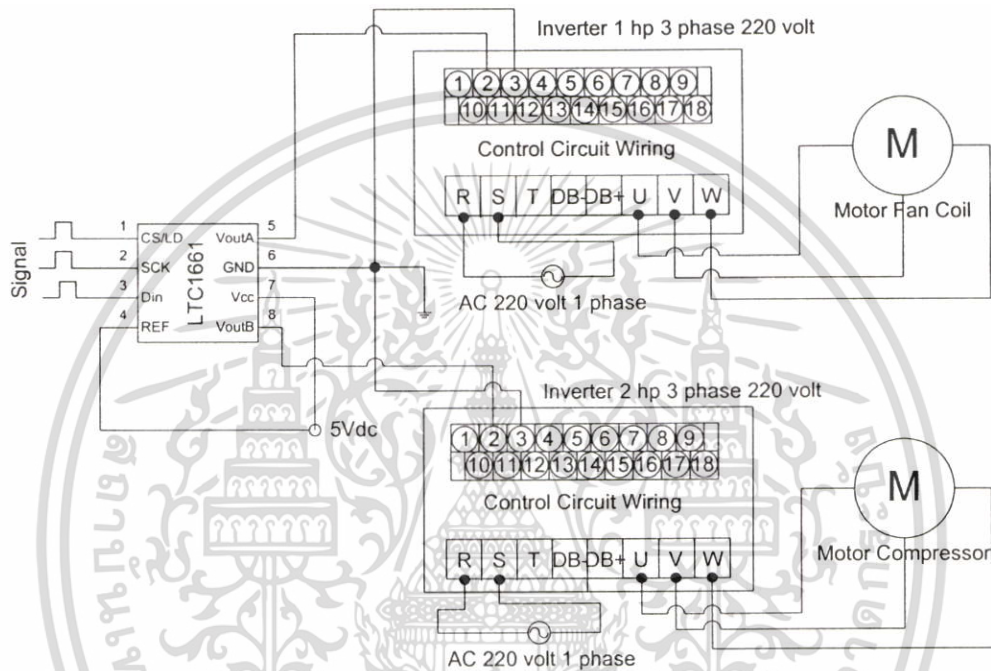 Inverter 1 hp 3 phase 220 volt
1 2 3 4 5 6 7 8 9
10 11 12 13 14 15 16 17 18
Control Circuit Wiring
R S T DB- DB+ U V W
AC 220 volt 1 phase
M
Motor Fan Coil
Signal
1 CS/LD VoutA 5
2 SCK GND 6
3 Din Vcc 7
4 REF VoutB 8
LTC1661
5Vdc
Inverter 2 hp 3 phase 220 volt
1 2 3 4 5 6 7 8 9
10 11 12 13 14 15 16 17 18
Control Circuit Wiring
R S T DB- DB+ U V W
AC 220 volt 1 phase
M
Motor Compressor